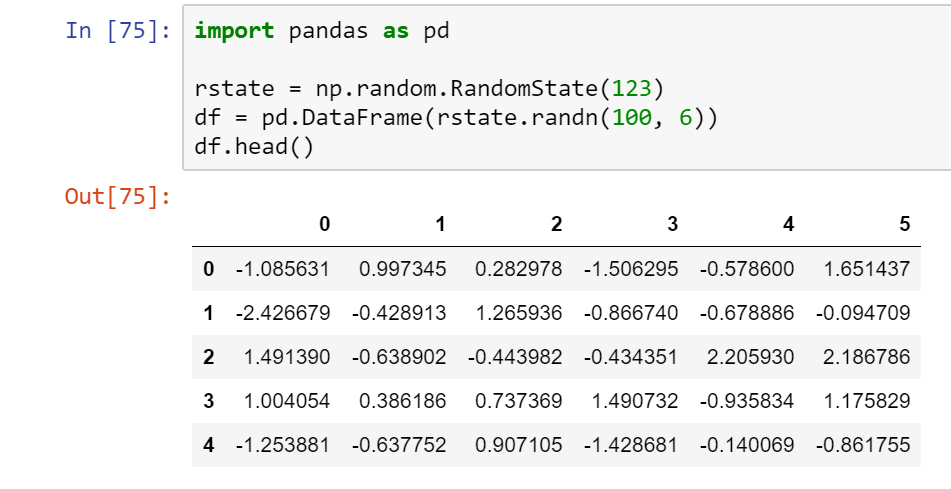 In [75]: import pandas as pd
rstate = np.random.RandomState(123)
df = pd.DataFrame(rstate.randn(100, 6))
df.head()
Out[75]:
0 1 2 3 4 5
0 -1.085631 0.997345 0.282978 -1.506295 -0.578600 1.651437
1 -2.426679 -0.428913 1.265936 -0.866740 -0.678886 -0.094709
2 1.491390 -0.638902 -0.443982 -0.434351 2.205930 2.186786
3 1.004054 0.386186 0.737369 1.490732 -0.935834 1.175829
4 -1.253881 -0.637752 0.907105 -1.428681 -0.140069 -0.861755